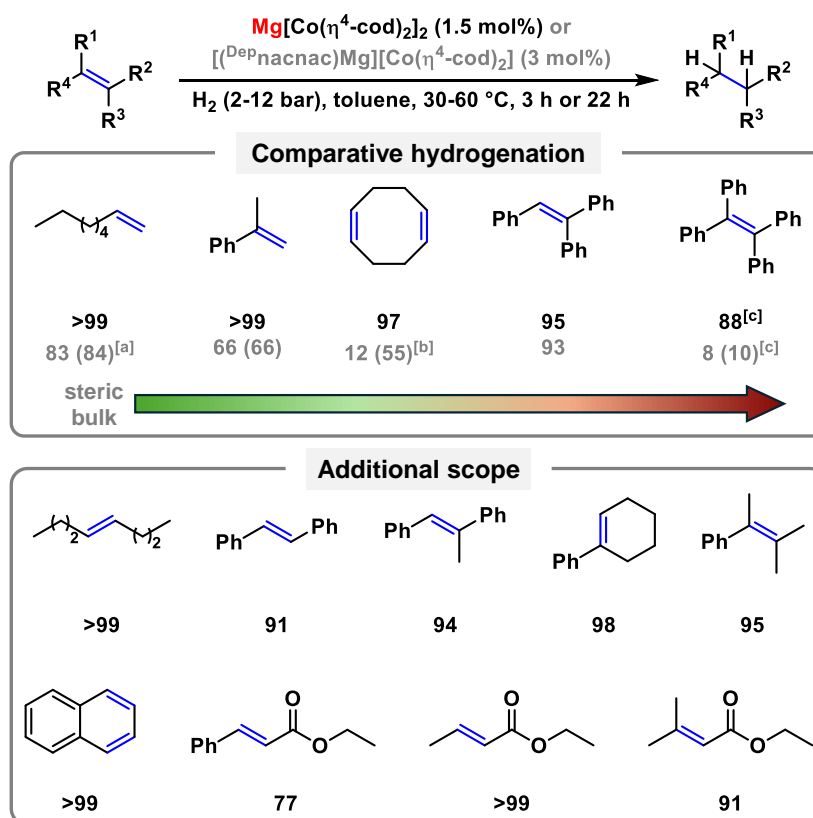 Mg[Co(η⁴-cod)₂]₂ (1.5 mol%) or
[(ᴰᵉᵖnacnac)Mg][Co(η⁴-cod)₂] (3 mol%)
H₂ (2-12 bar), toluene, 30-60 °C, 3 h or 22 h
R¹
R⁴
R²
R³
H
R¹
H
R⁴
R²
R³
Comparative hydrogenation
4
Ph
Ph
Ph
Ph
Ph
Ph
Ph
Ph
>99 >99 97 95 88[c]
83 (84)[a] 66 (66) 12 (55)[b] 93 8 (10)[c]
steric
bulk
Additional scope
2
2
Ph
Ph
Ph
Ph
Ph
Ph
>99 91 94 98 95
Ph
O
O
O
O
O
O
>99 77 >99 91